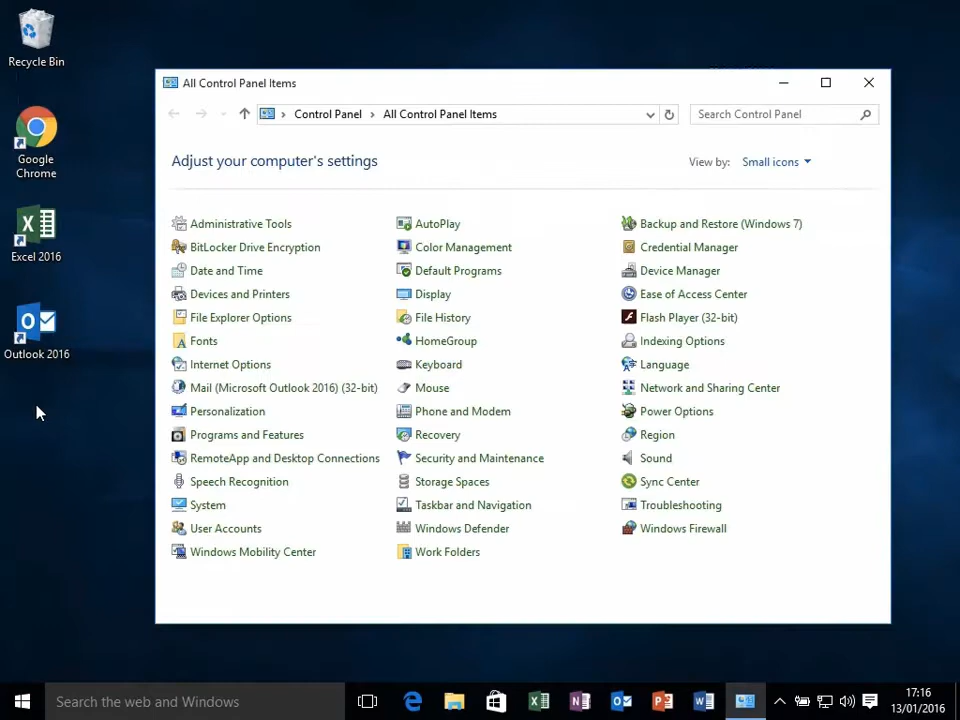 Recycle Bin
Google
Chrome
Excel 2016
Outlook 2016
All Control Panel Items
Control Panel
All Control Panel Items
Search Control Panel
Adjust your computer's settings
View by:
Small icons
Administrative Tools
AutoPlay
Backup and Restore (Windows 7)
BitLocker Drive Encryption
Color Management
Credential Manager
Date and Time
Default Programs
Device Manager
Devices and Printers
Display
Ease of Access Center
File Explorer Options
File History
Flash Player (32-bit)
Fonts
HomeGroup
Indexing Options
Internet Options
Keyboard
Language
Mail (Microsoft Outlook 2016) (32-bit)
Mouse
Network and Sharing Center
Personalization
Phone and Modem
Power Options
Programs and Features
Recovery
Region
RemoteApp and Desktop Connections
Security and Maintenance
Sound
Speech Recognition
Storage Spaces
Sync Center
System
Taskbar and Navigation
Troubleshooting
User Accounts
Windows Defender
Windows Firewall
Windows Mobility Center
Work Folders
Search the web and Windows
17:16
13/01/2016